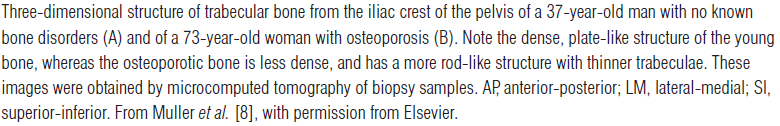 Three-dimensional structure of trabecular bone from the iliac crest of the pelvis of a 37-year-old man with no known
bone disorders (A) and of a 73-year-old woman with osteoporosis (B). Note the dense, plate-like structure of the young
bone, whereas the osteoporotic bone is less dense, and has a more rod-like structure with thinner trabeculae. These
images were obtained by microcomputed tomography of biopsy samples. AP, anterior-posterior; LM, lateral-medial; SI,
superior-inferior. From Muller et al. [8], with permission from Elsevier.